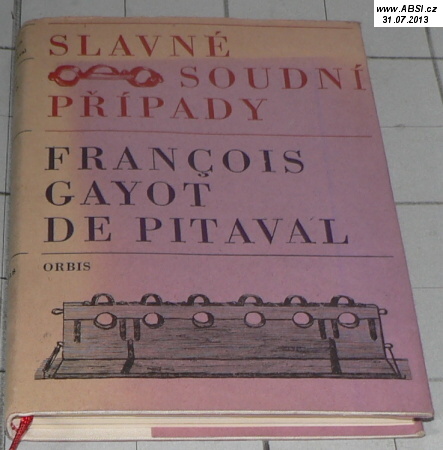 www.ABSI.cz
31.07.2013
SLAVNÉ
SOUDNÍ
PŘÍPADY
FRANÇOIS
GAYOT
DE PITAVAL
ORBIS